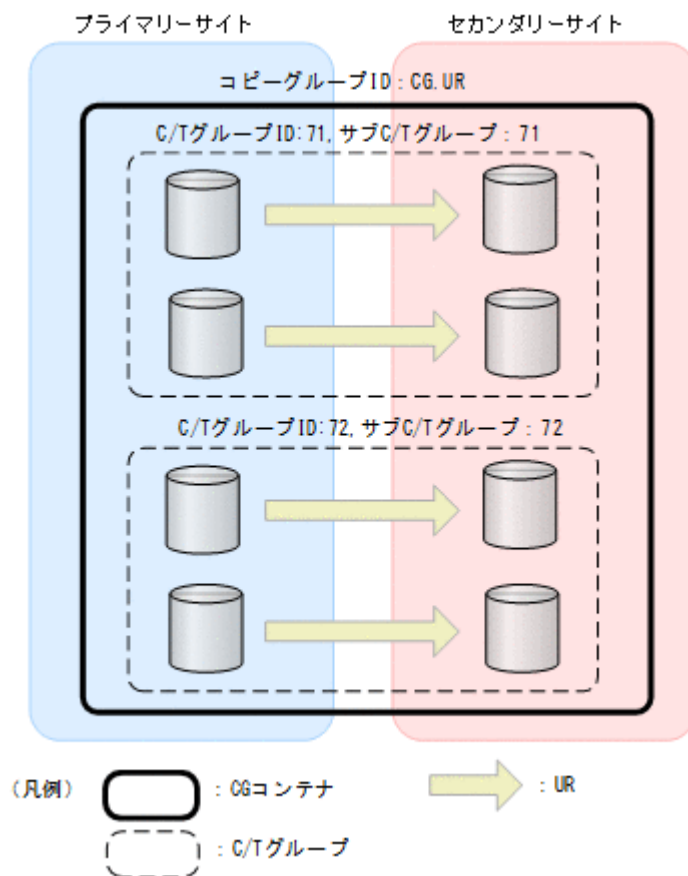 プライマリーサイト
セカンダリーサイト
コピーグループID：CG.UR
C/TグループID:71,サブC/Tグループ：71
C/TグループID:72,サブC/Tグループ：72
（凡例）
：CGコンテナ
：UR
：C/Tグループ